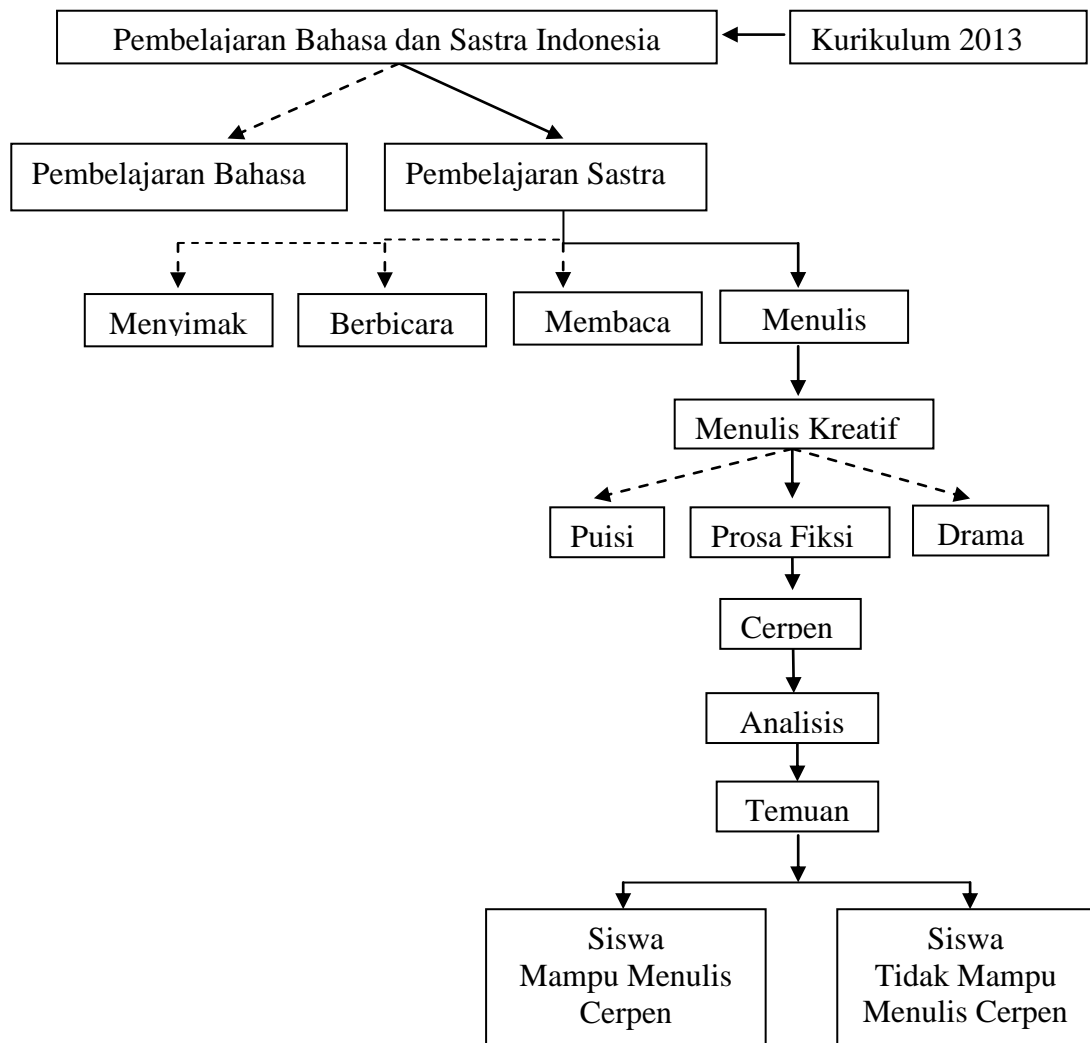 Pembelajaran Bahasa dan Sastra Indonesia
Kurikulum 2013
Pembelajaran Bahasa
Pembelajaran Sastra
Menyimak
Berbicara
Membaca
Menulis
Menulis Kreatif
Puisi
Prosa Fiksi
Drama
Cerpen
Analisis
Temuan
Siswa
Mampu Menulis
Cerpen
Siswa
Tidak Mampu
Menulis Cerpen